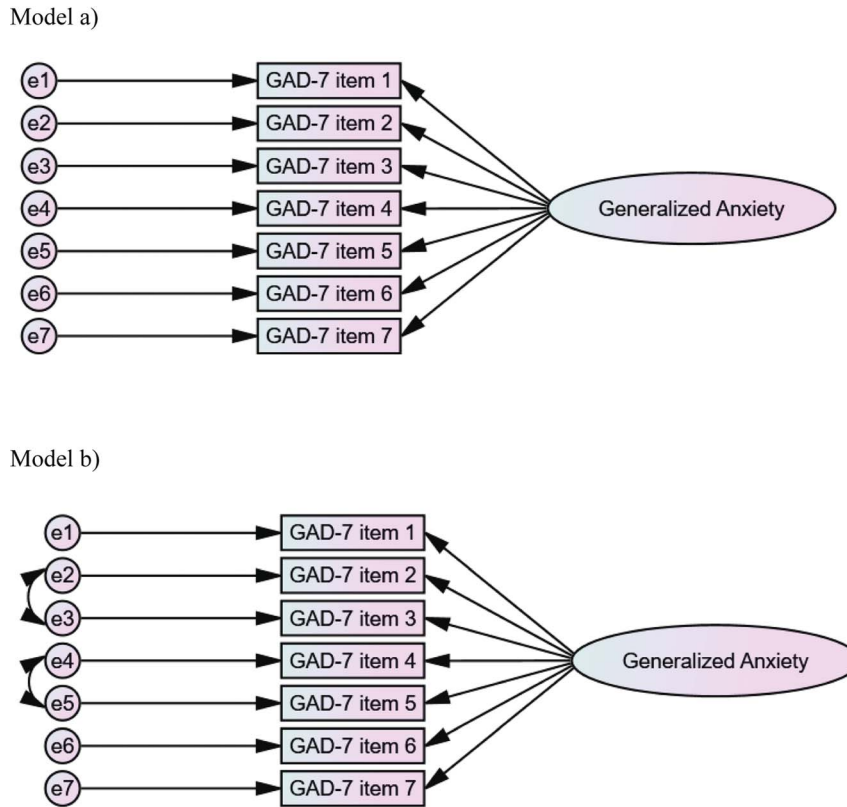 Model a)
e1 GAD-7 item 1
e2 GAD-7 item 2
e3 GAD-7 item 3
e4 GAD-7 item 4 Generalized Anxiety
e5 GAD-7 item 5
e6 GAD-7 item 6
e7 GAD-7 item 7
Model b)
e1 GAD-7 item 1
e2 GAD-7 item 2
e3 GAD-7 item 3
e4 GAD-7 item 4 Generalized Anxiety
e5 GAD-7 item 5
e6 GAD-7 item 6
e7 GAD-7 item 7